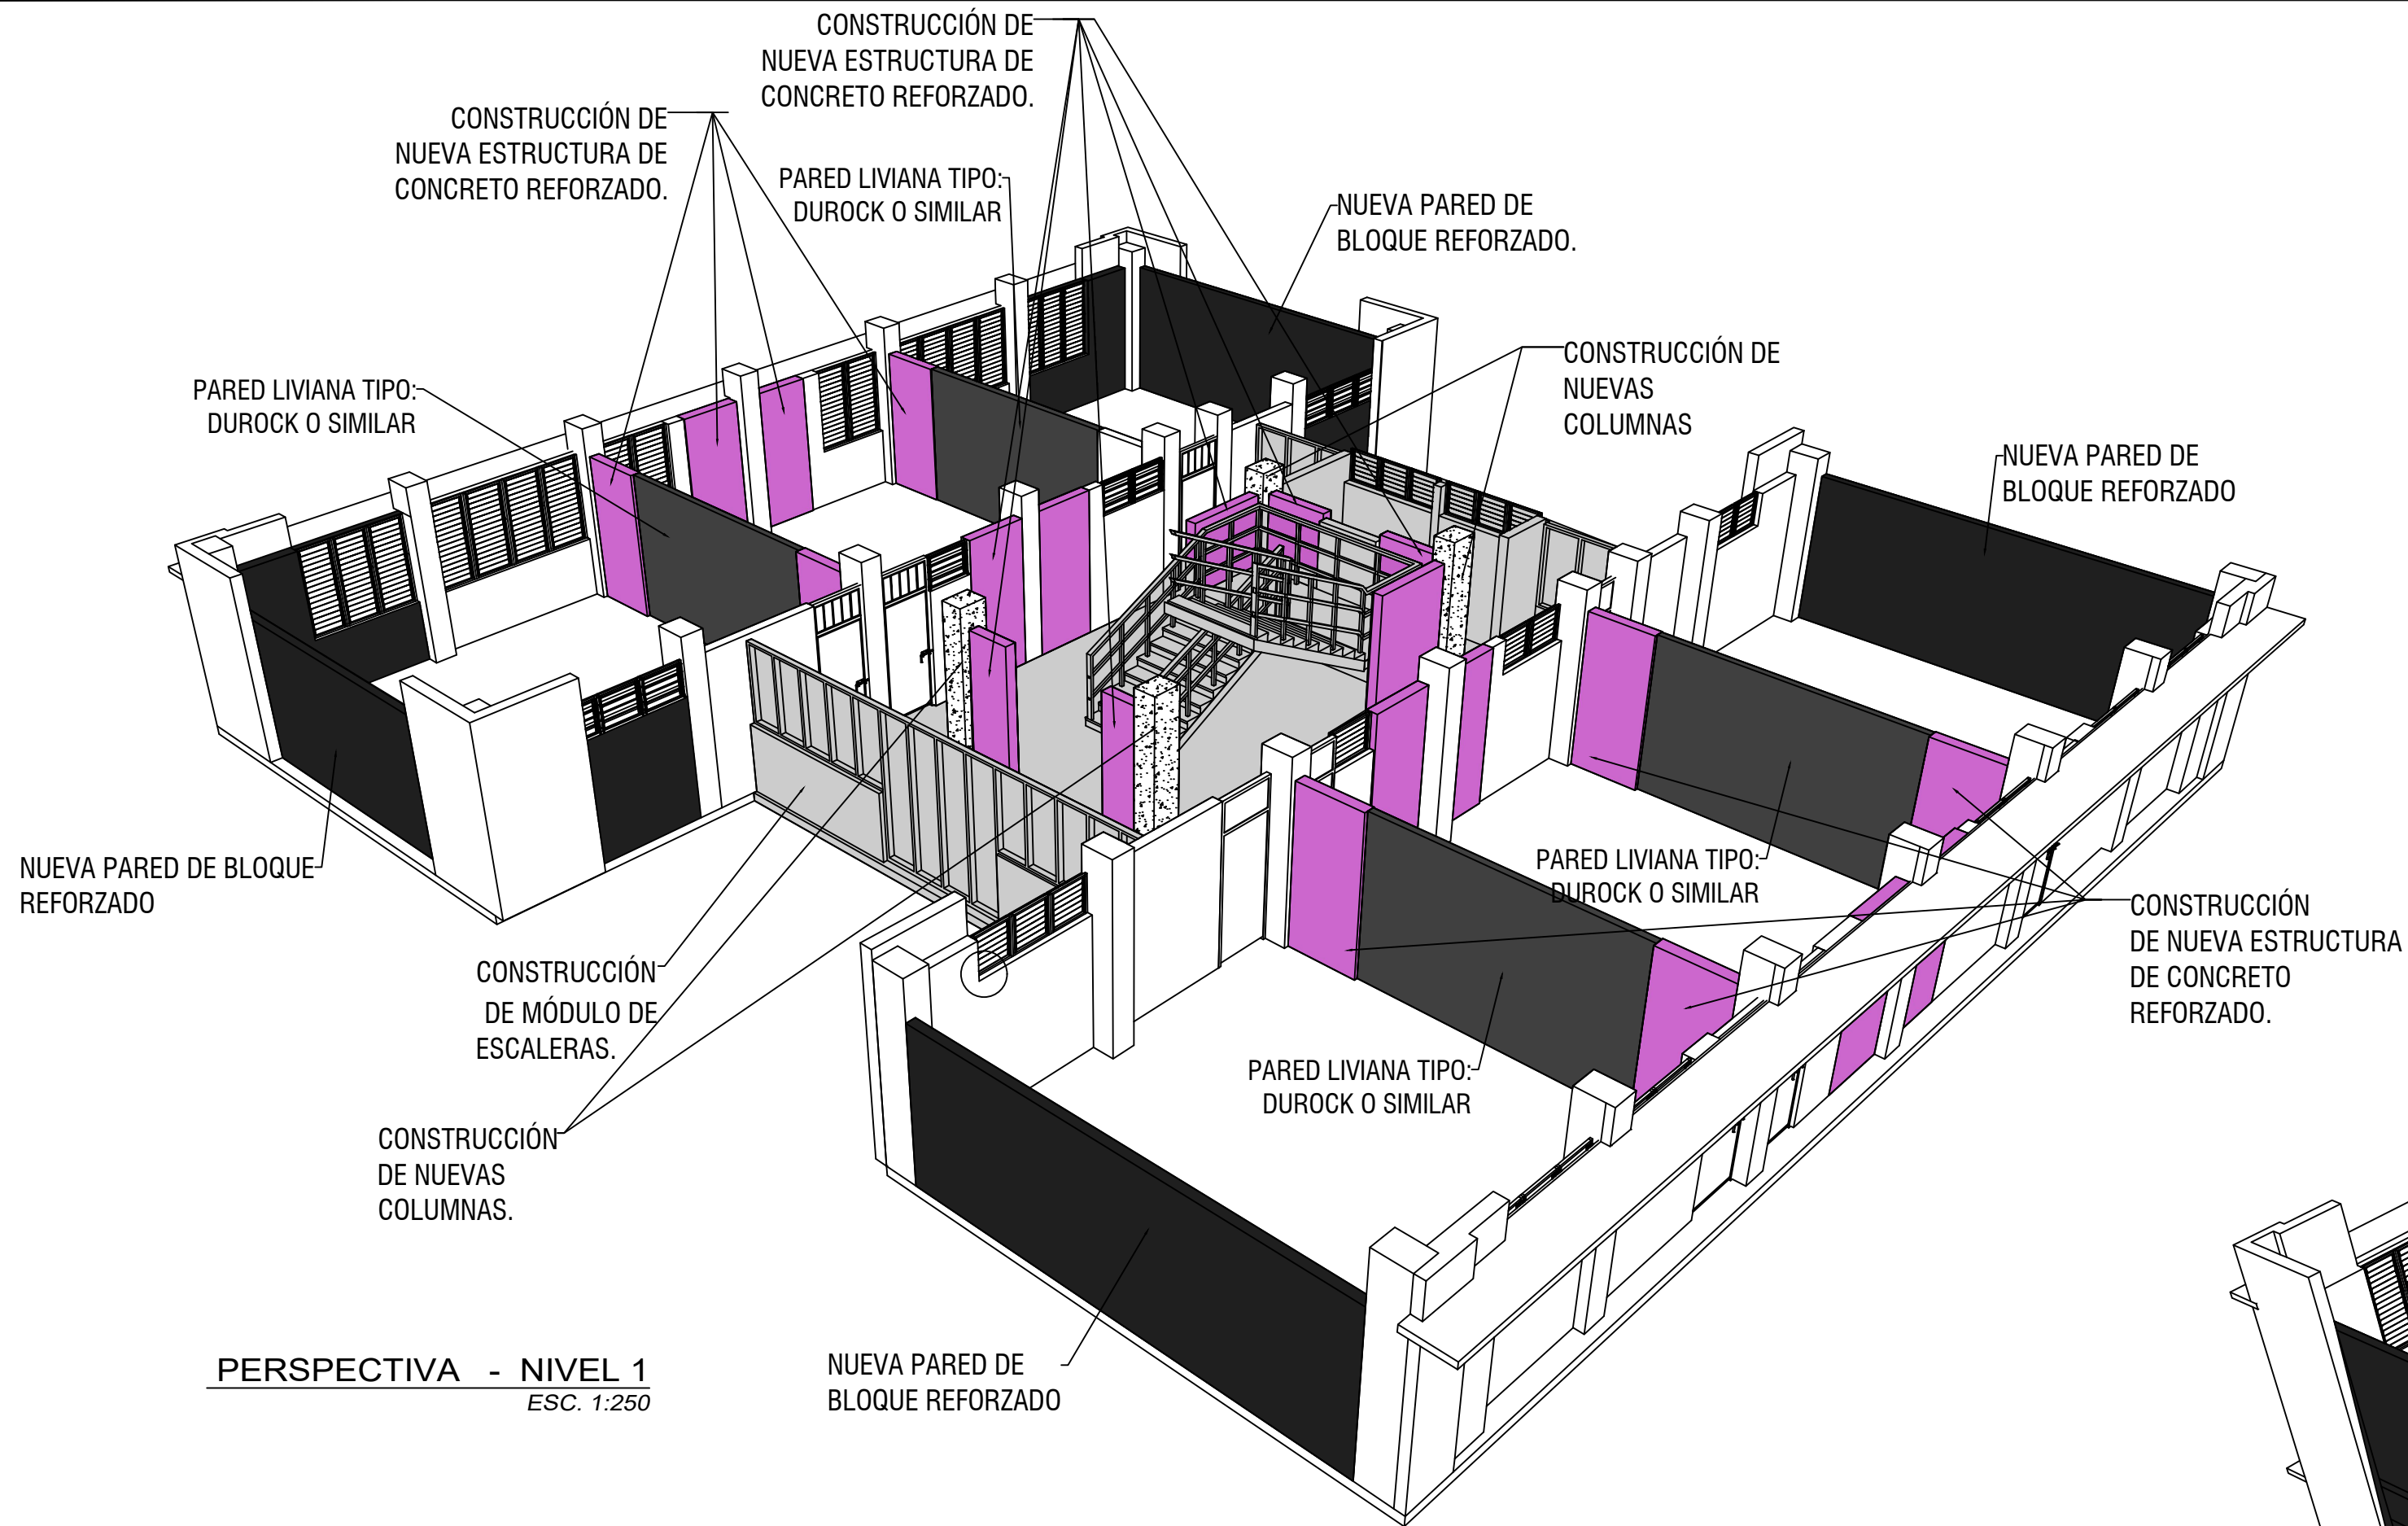 CONSTRUCCIÓN DE
NUEVA ESTRUCTURA DE
CONCRETO REFORZADO.
CONSTRUCCIÓN DE
NUEVA ESTRUCTURA DE
CONCRETO REFORZADO.
PARED LIVIANA TIPO:
DUROCK O SIMILAR
NUEVA PARED DE
BLOQUE REFORZADO.
CONSTRUCCIÓN DE
NUEVAS
COLUMNAS
PARED LIVIANA TIPO:
DUROCK O SIMILAR
NUEVA PARED DE
BLOQUE REFORZADO
NUEVA PARED DE BLOQUE
REFORZADO
PARED LIVIANA TIPO:
DUROCK O SIMILAR
CONSTRUCCIÓN
DE NUEVA ESTRUCTURA
DE CONCRETO
REFORZADO.
CONSTRUCCIÓN
DE MÓDULO DE
ESCALERAS.
PARED LIVIANA TIPO:
DUROCK O SIMILAR
CONSTRUCCIÓN
DE NUEVAS
COLUMNAS.
NUEVA PARED DE
BLOQUE REFORZADO
PERSPECTIVA - NIVEL 1
ESC. 1:250